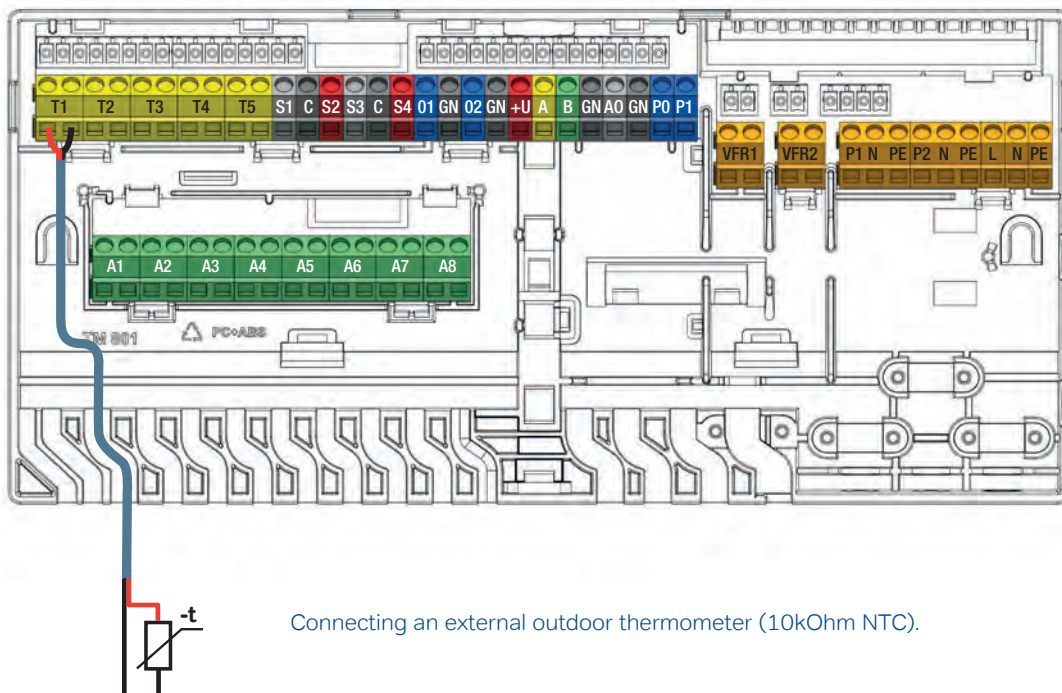 T1 T2 T3 T4 T5 S1 C S2 S3 C S4 01 GN 02 GN +U A B GN A0 GN P0 P1
VFR1 VFR2 P1 N PE P2 N PE L N PE
A1 A2 A3 A4 A5 A6 A7 A8
TM 801 PC+ABS
-t
Connecting an external outdoor thermometer (10kOhm NTC).